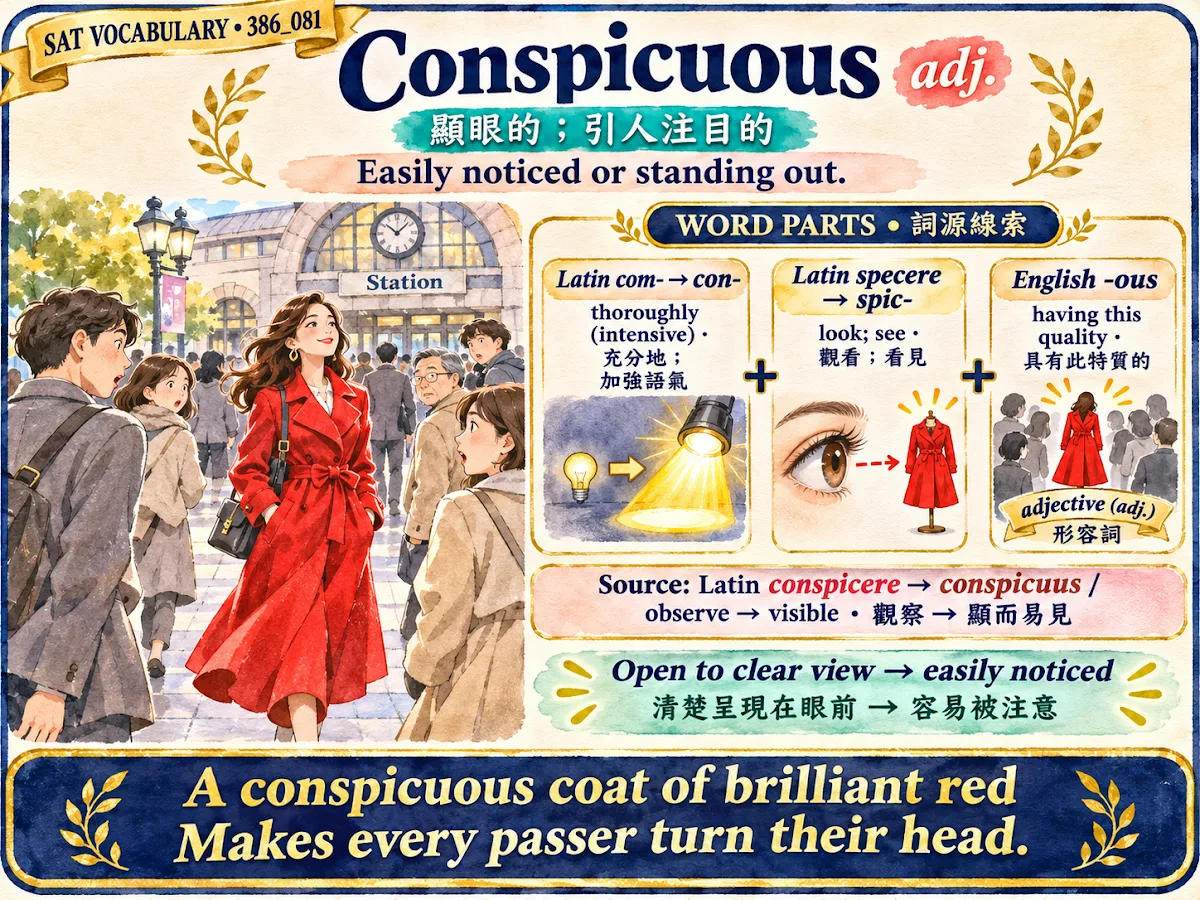 SAT VOCABULARY • 386_081
Conspicuous adj.
顯眼的；引人注目的
Easily noticed or standing out.
Station
WORD PARTS • 詞源線索
Latin com- → con-
thoroughly
(intensive) ·
充分地；
加強語氣
+
Latin specere
→ spic-
look; see ·
觀看；看見
+
English -ous
having this
quality ·
具有此特質的
adjective (adj.)
形容詞
Source: Latin conspicere → conspicuus /
observe → visible • 觀察 → 顯而易見
Open to clear view → easily noticed
清楚呈現在眼前 → 容易被注意
A conspicuous coat of brilliant red
Makes every passer turn their head.